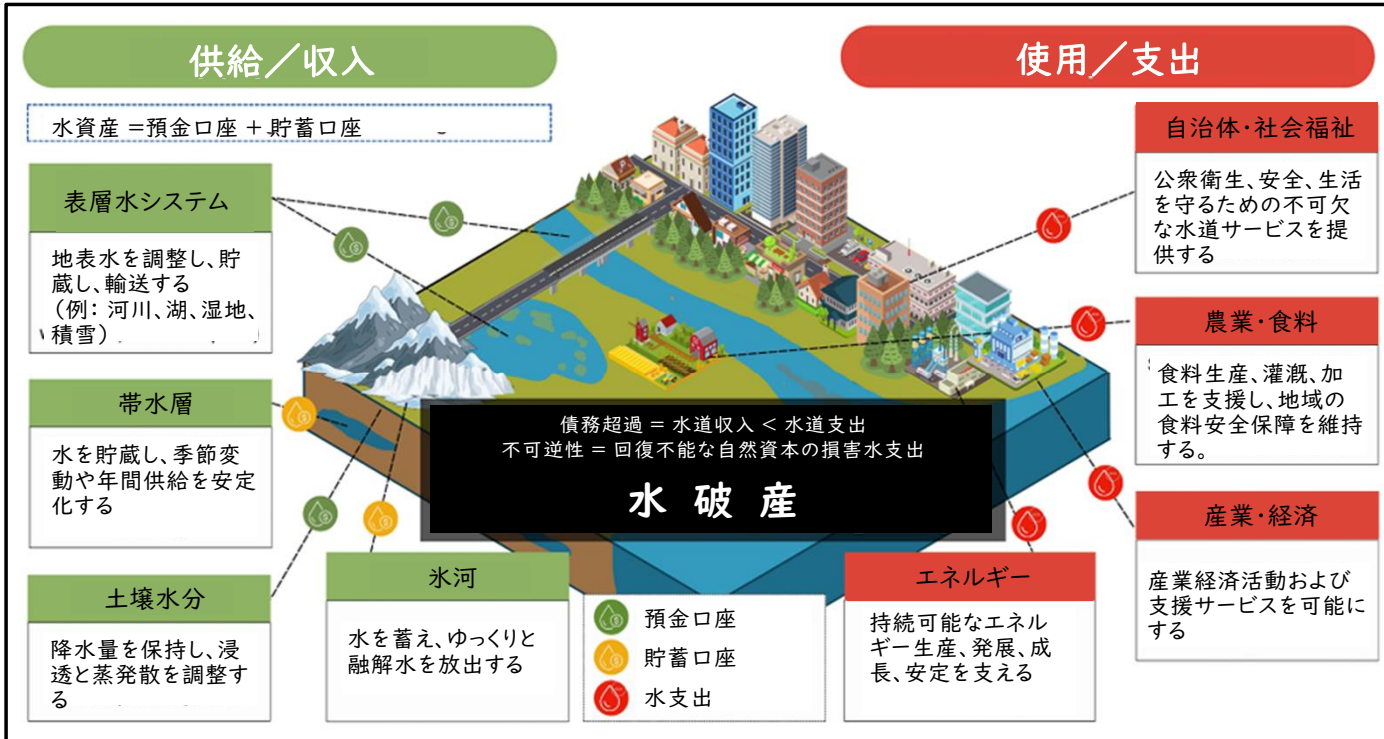 供給/収入
使用/支出
水資産 =預金口座 + 貯蓄口座
表層水システム
地表水を調整し、貯
蔵し、輸送する
(例: 河川、湖、湿地、
積雪)
帯水層
水を貯蔵し、季節変
動や年間供給を安定
化する
土壌水分
降水量を保持し、浸
透と蒸発散を調整す
る
氷河
水を蓄え、ゆっくりと
融解水を放出する
債務超過 = 水道収入 < 水道支出
不可逆性 = 回復不能な自然資本の損害水支出
水 破 産
預金口座
貯蓄口座
水支出
自治体・社会福祉
公衆衛生、安全、生活
を守るための不可欠
な水道サービスを提
供する
農業・食料
食料生産、灌漑、加
工を支援し、地域の
食料安全保障を維持
する。
産業・経済
産業経済活動および
支援サービスを可能に
する
エネルギー
持続可能なエネル
ギー生産、発展、成
長、安定を支える